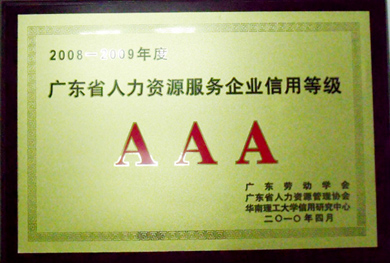 2008—2009年度
广东省人力资源服务企业信用等级
AAA
广东劳动学会
广东省人力资源管理协会
华南理工大学信用研究中心
二〇一〇年四月